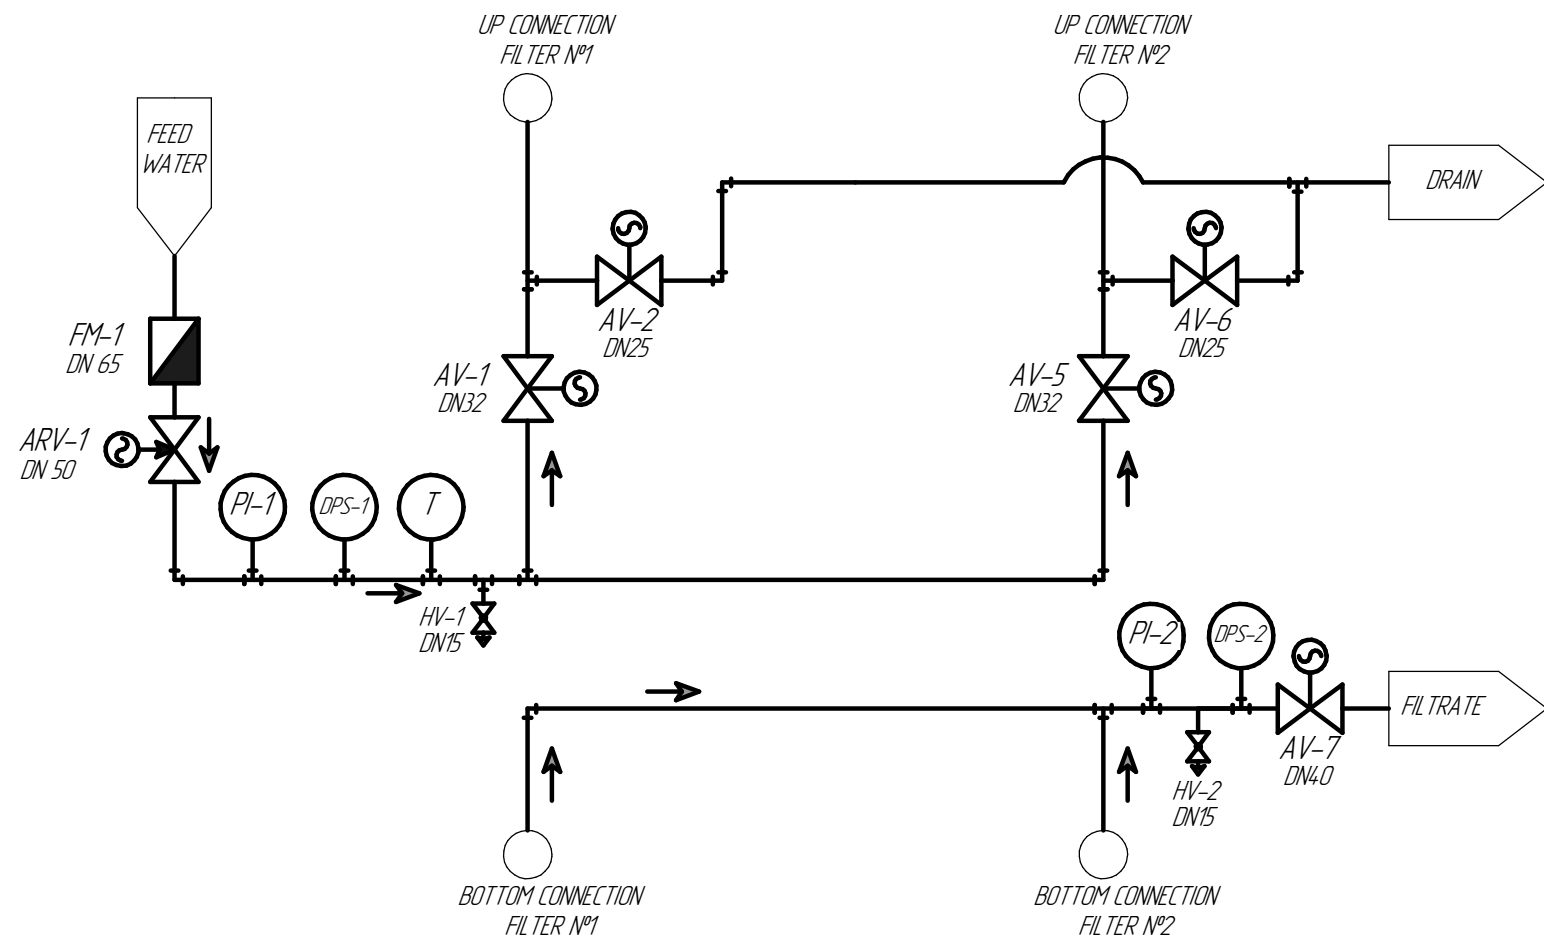 UP CONNECTION
FILTER Nº1
UP CONNECTION
FILTER Nº2
FEED
WATER
DRAIN
FM-1
DN 65
AV-2
DN25
AV-6
DN25
AV-1
DN32
AV-5
DN32
ARV-1
DN 50
PI-1
DPS-1
T
HV-1
DN15
PI-2
DPS-2
FILTRATE
AV-7
DN40
HV-2
DN15
BOTTOM CONNECTION
FILTER Nº1
BOTTOM CONNECTION
FILTER Nº2